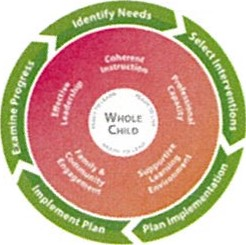 Identify Needs
Select Interventions
Plan Implementation
Implement Plan
Examine Progress
Coherent
Instruction
Professional
Capacity
Supportive
Learning
Environment
Family &
Community
Engagement
Effective
Leadership
WHOLE
CHILD